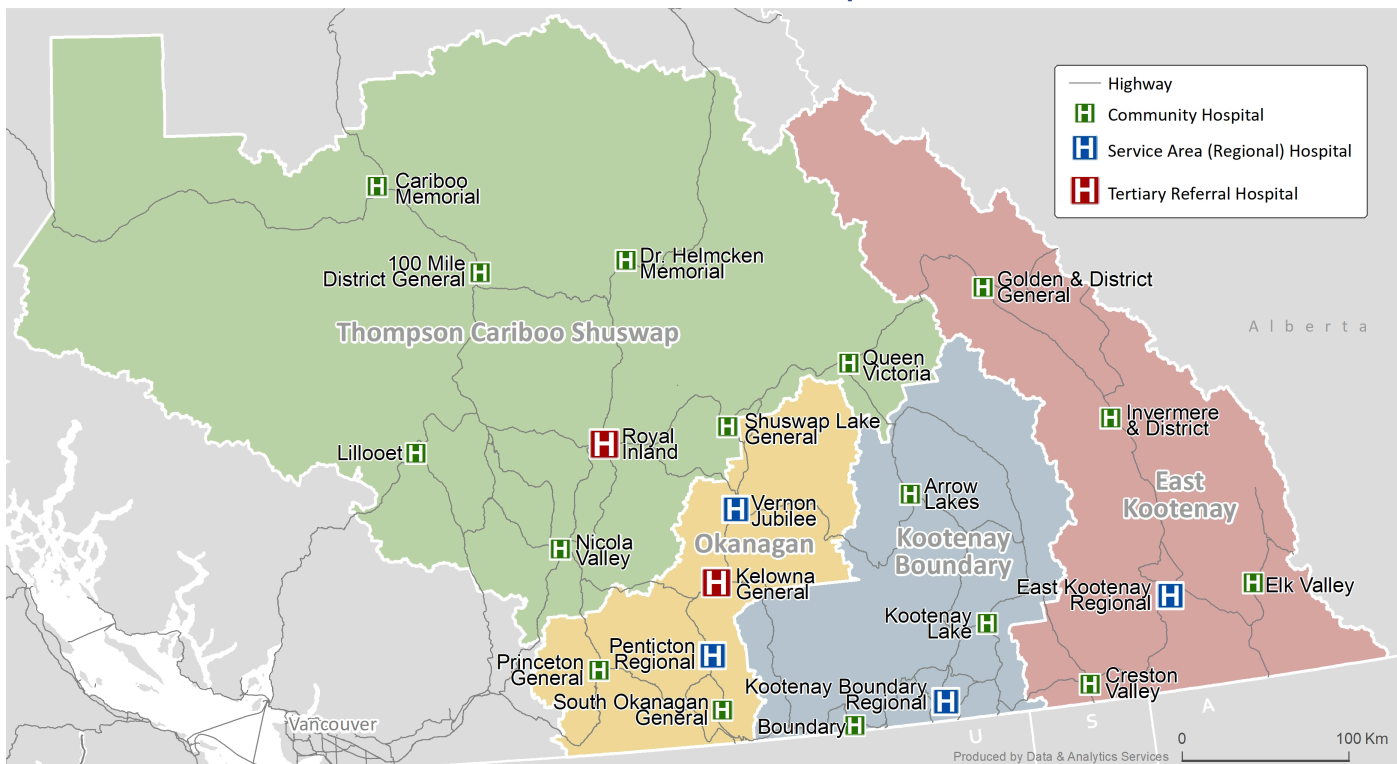 Highway
H Community Hospital
H Service Area (Regional) Hospital
H Tertiary Referral Hospital
H Cariboo
Memorial
100 Mile
District General H
H Dr. Helmcken
Memorial
Golden & District
H General
Thompson Cariboo Shuswap
Alberta
H Queen
Victoria
H Shuswap Lake
General
Invermere
H & District
Lillooet H
H Royal
Inland
East
Kootenay
H Arrow
Lakes
H Vernon
Jubilee
Okanagan
Kootenay
Boundary
H Nicola
Valley
H Kelowna
General
East Kootenay
Regional H
H Elk Valley
Kootenay
Lake H
Penticton
Regional H
Princeton
General H
South Okanagan
General H
Kootenay Boundary
Regional H
Boundary H
H Creston
Valley
Vancouver
U S A
0 100 Km
Produced by Data & Analytics Services